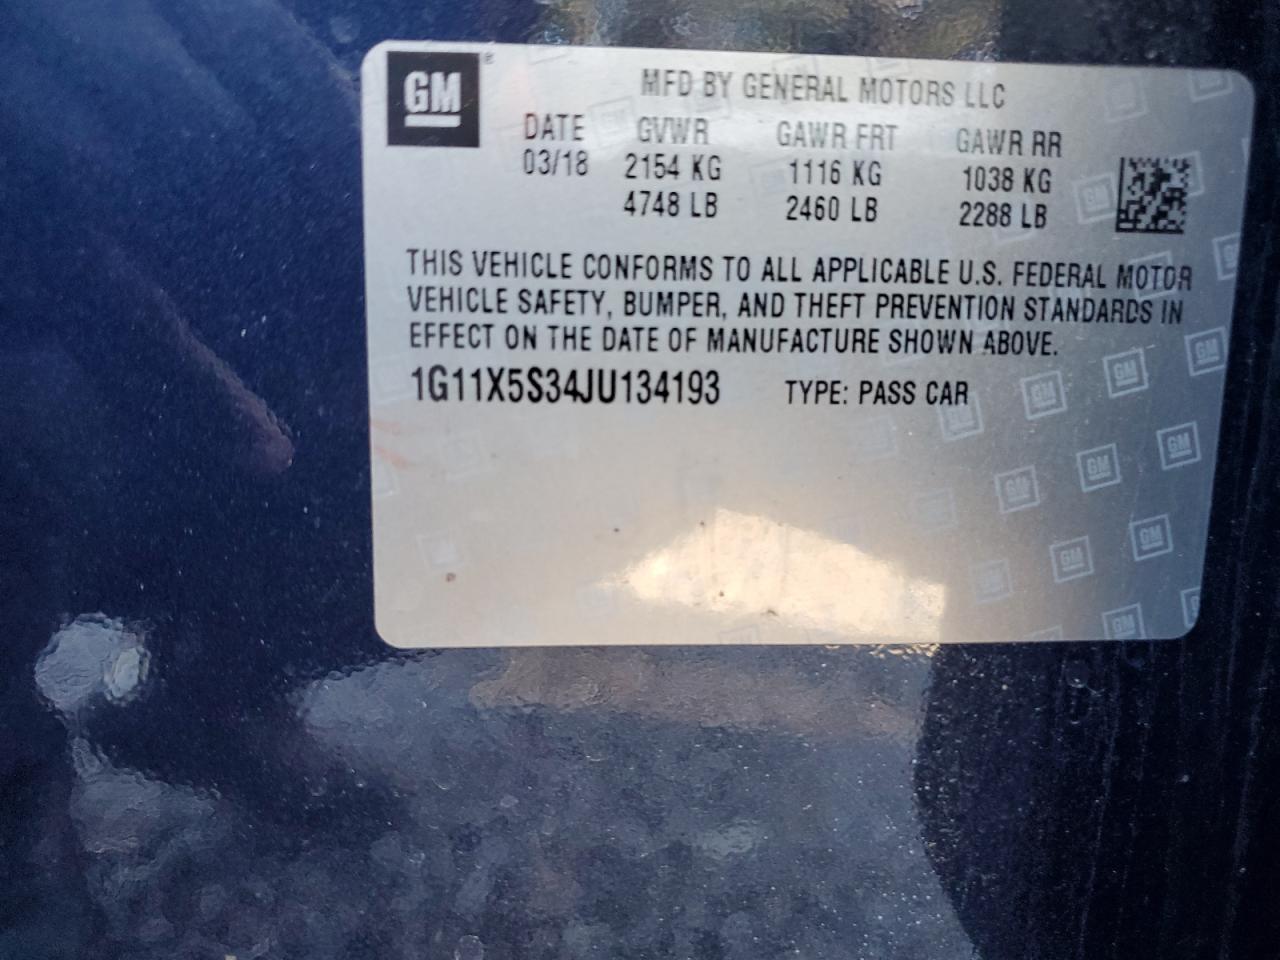 GM
MFD BY GENERAL MOTORS LLC
DATE GVWR GAWR FRT GAWR RR
03/18 2154 KG 1116 KG 1038 KG
4748 LB 2460 LB 2288 LB
THIS VEHICLE CONFORMS TO ALL APPLICABLE U.S. FEDERAL MOTOR
VEHICLE SAFETY, BUMPER, AND THEFT PREVENTION STANDARDS IN
EFFECT ON THE DATE OF MANUFACTURE SHOWN ABOVE.
1G11X5S34JU134193 TYPE: PASS CAR